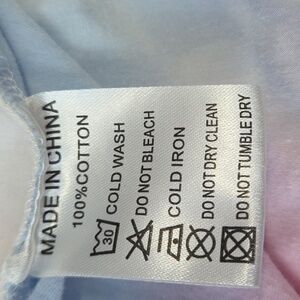 MADE IN CHINA
100%COTTON
30 COLD WASH
DO NOT BLEACH
COLD IRON
DO NOT DRY CLEAN
DO NOT TUMBLE DRY